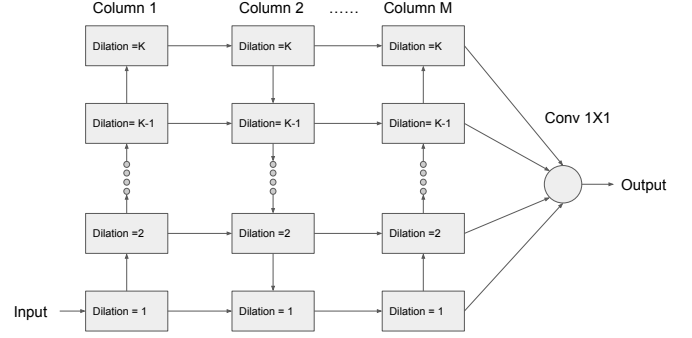 Column 1 Column 2 ...... Column M
Dilation =K Dilation =K Dilation =K
Dilation= K-1 Dilation= K-1 Dilation= K-1
Conv 1X1
Output
Dilation =2 Dilation =2 Dilation =2
Input Dilation = 1 Dilation = 1 Dilation = 1